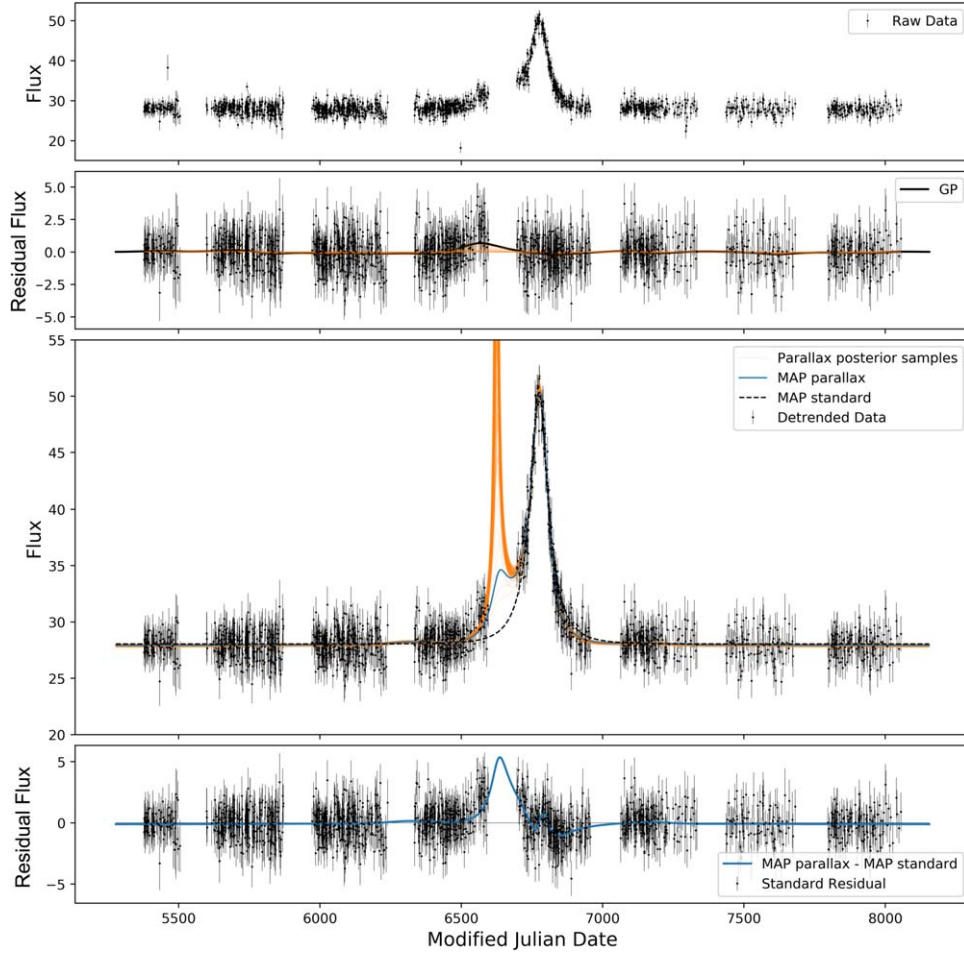 50
40
30
20
Flux
Raw Data
5.0
2.5
0.0
−2.5
−5.0
Residual Flux
GP
55
50
45
40
35
30
25
20
Flux
Parallax posterior samples
MAP parallax
MAP standard
Detrended Data
5
0
−5
Residual Flux
MAP parallax - MAP standard
Standard Residual
5500 6000 6500 7000 7500 8000
Modified Julian Date